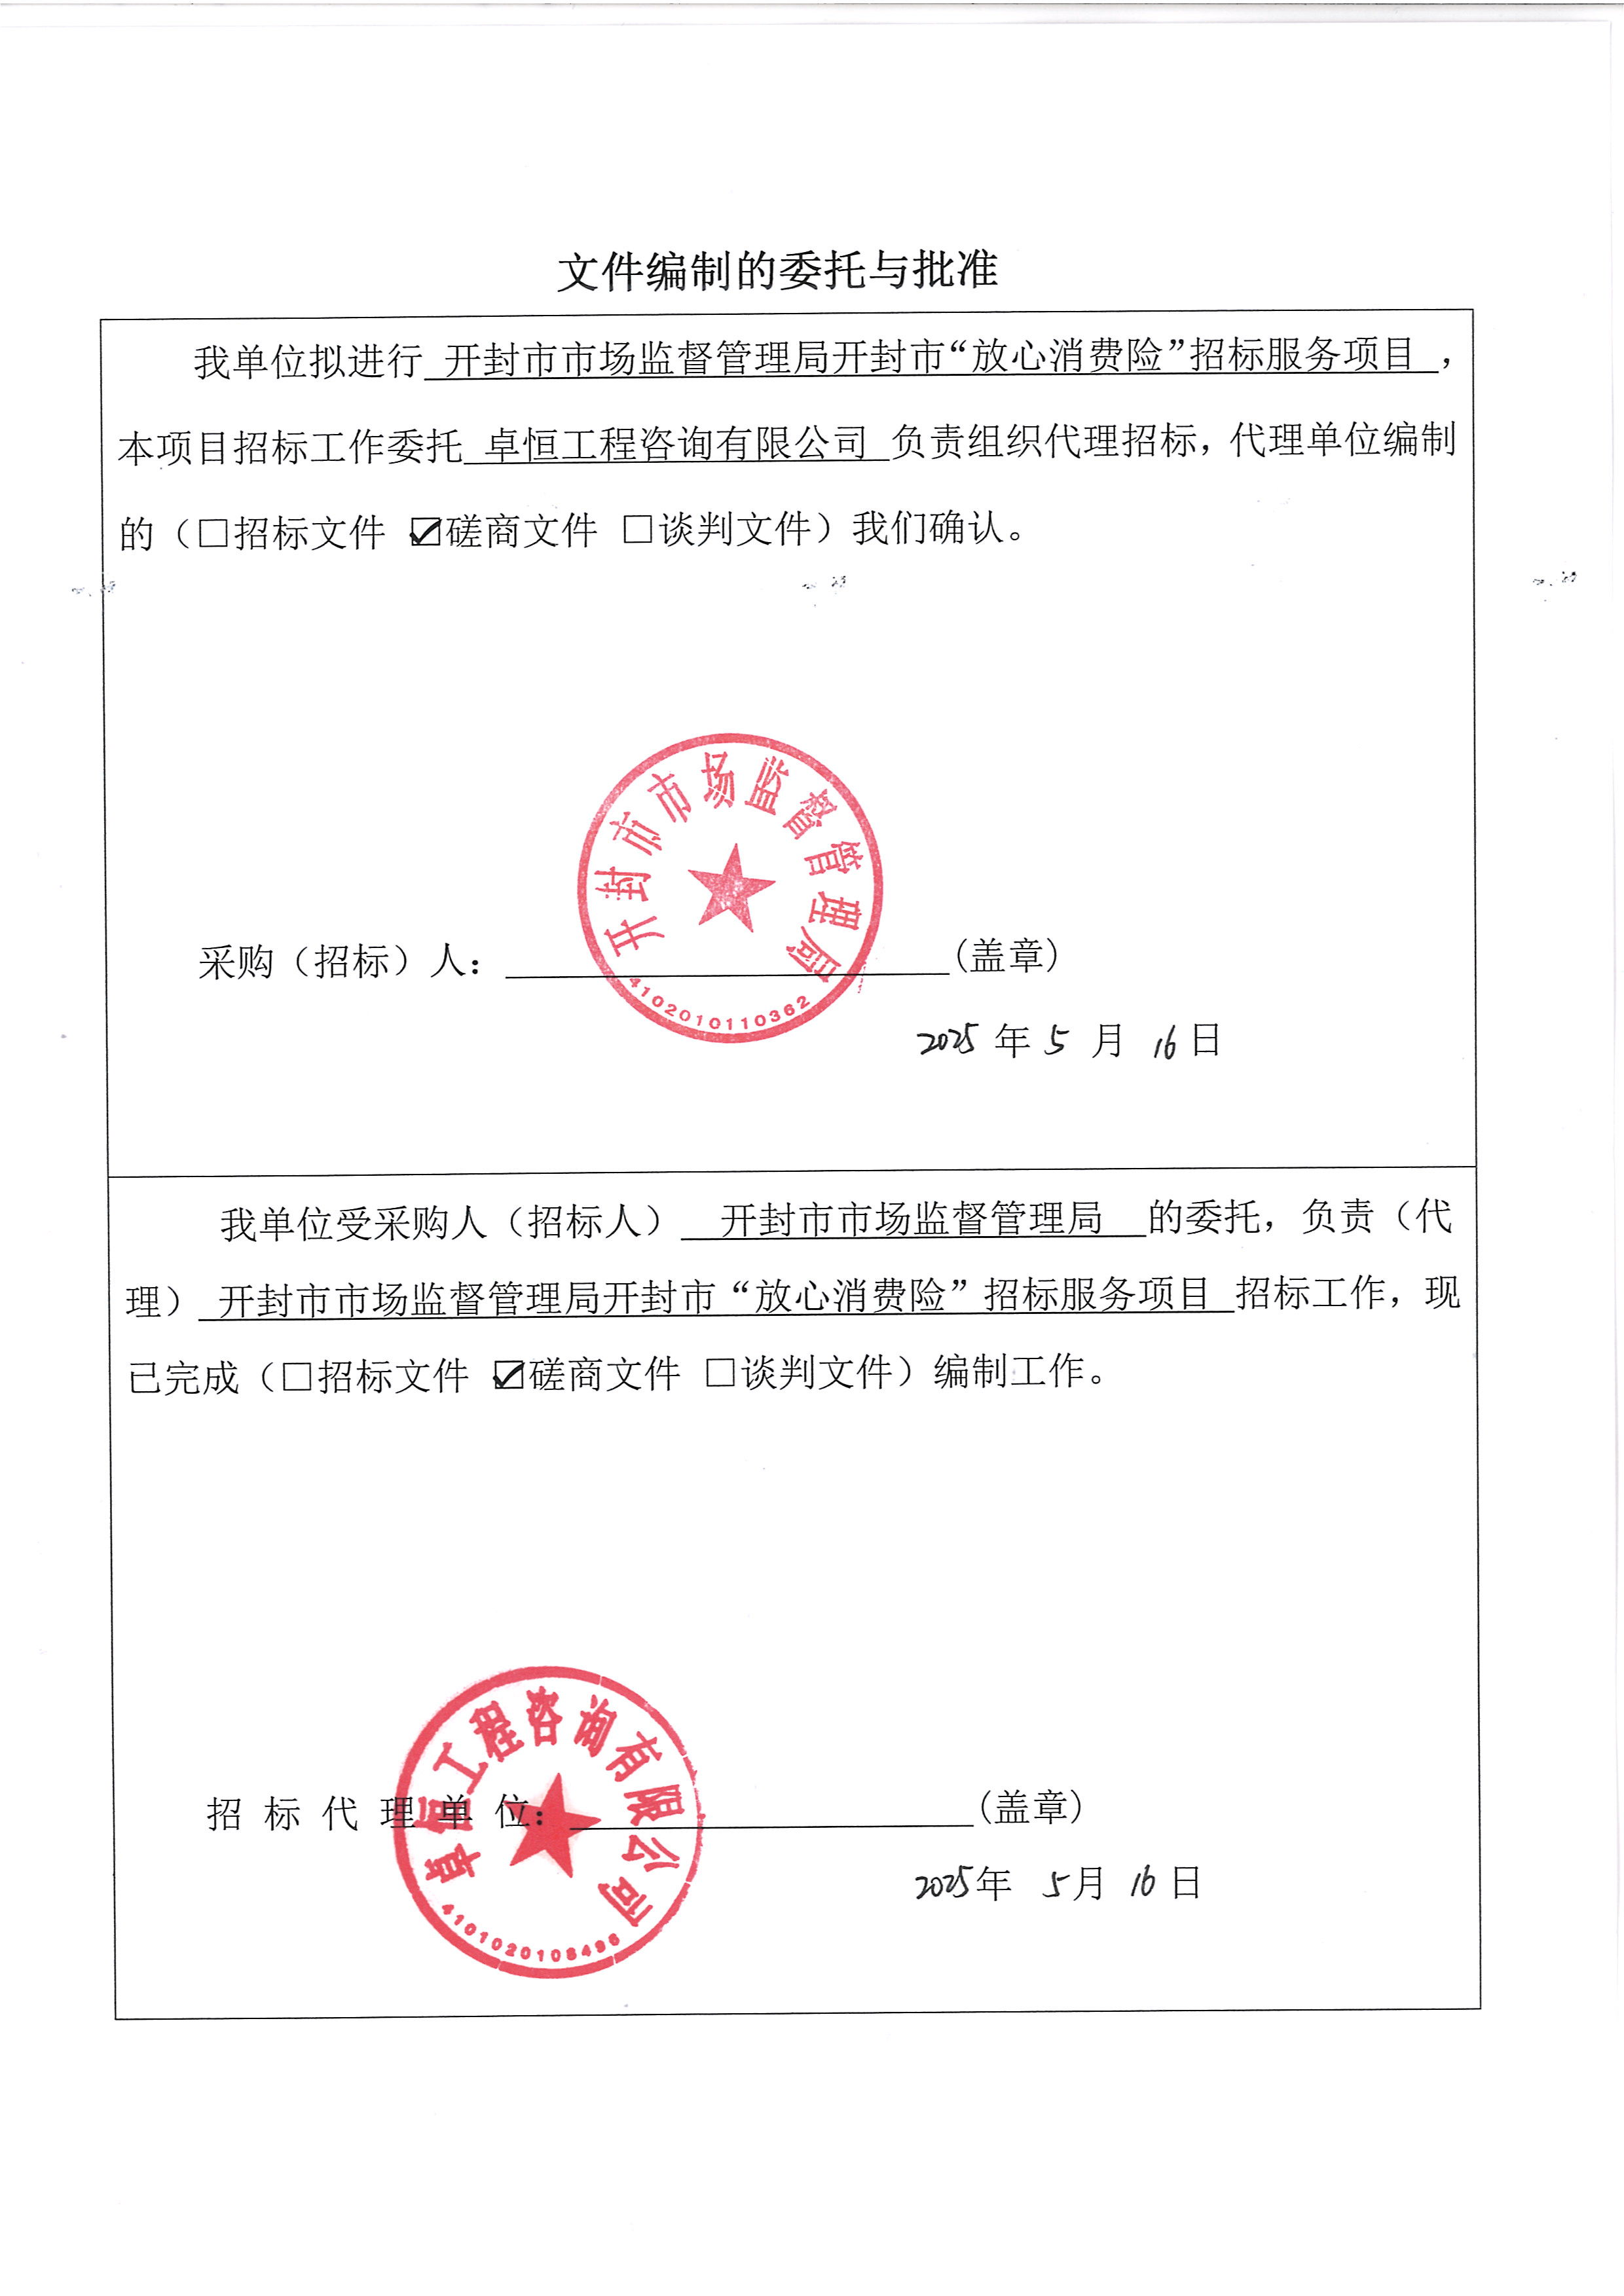 文件编制的委托与批准
我单位拟进行 开封市市场监督管理局开封市“放心消费险”招标服务项目 ，
本项目招标工作委托 卓恒工程咨询有限公司 负责组织代理招标，代理单位编制
的（□招标文件 ☑磋商文件 □谈判文件）我们确认。
开封市市场监督管理局
4102010110362
采购（招标）人：(盖章)
2025 年 5 月 16 日
我单位受采购人（招标人） 开封市市场监督管理局 的委托，负责（代
理） 开封市市场监督管理局开封市“放心消费险”招标服务项目 招标工作，现
已完成（□招标文件 ☑磋商文件 □谈判文件）编制工作。
卓恒工程咨询有限公司
4101020108496
招 标 代 理 单 位：(盖章)
2025年 5月 16 日